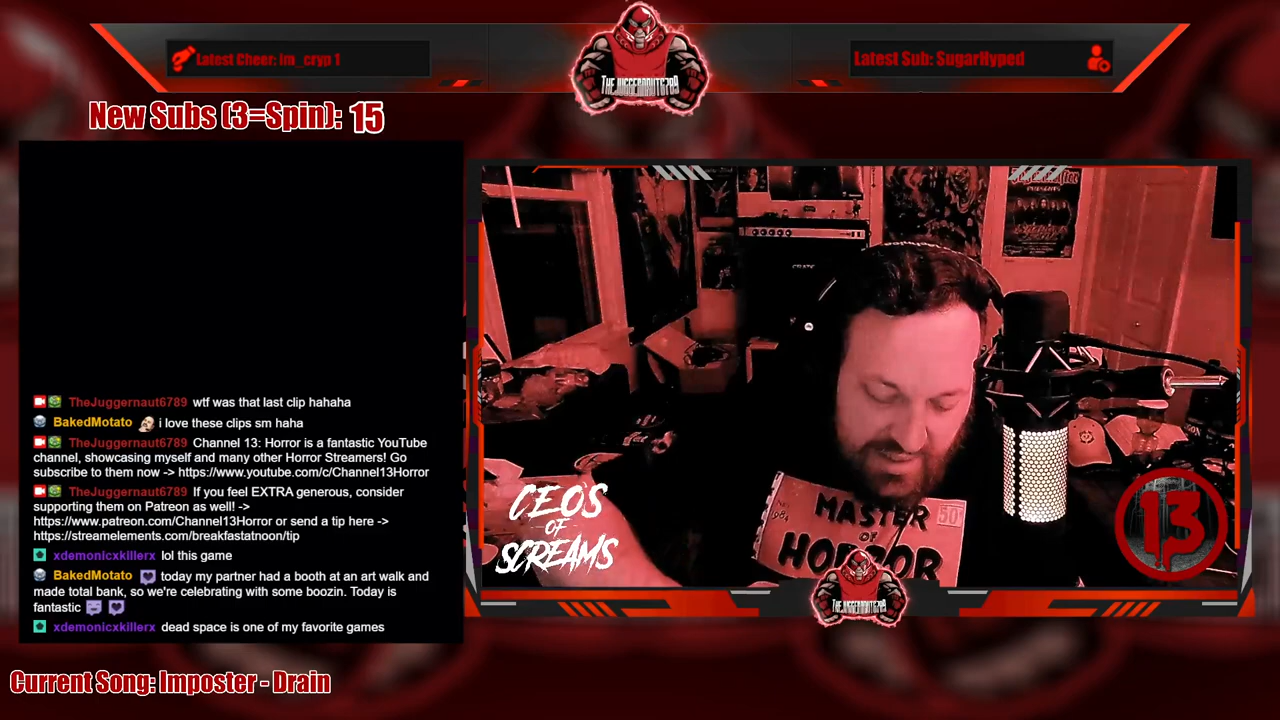 Latest Cheer: im_cryp 1
THEJUGGERNAUT6789
Latest Sub: SugarHyped
New Subs (3=Spin): 15
TheJuggernaut6789 wtf was that last clip hahaha
BakedMotato i love these clips sm haha
TheJuggernaut6789 Channel 13: Horror is a fantastic YouTube
channel, showcasing myself and many other Horror Streamers! Go
subscribe to them now -> https://www.youtube.com/c/Channel13Horror
TheJuggernaut6789 If you feel EXTRA generous, consider
supporting them on Patreon as well! ->
https://www.patreon.com/Channel13Horror or send a tip here ->
https://streamelements.com/breakfastatnoon/tip
xdemonicxkillerx lol this game
BakedMotato today my partner had a booth at an art walk and
made total bank, so we're celebrating with some boozin. Today is
fantastic
xdemonicxkillerx dead space is one of my favorite games
CEO'S
OF
SCREAMS
1984
MASTER
OF
HORROR
50¢
13
THEJUGGERNAUT6789
Current Song: Imposter - Drain